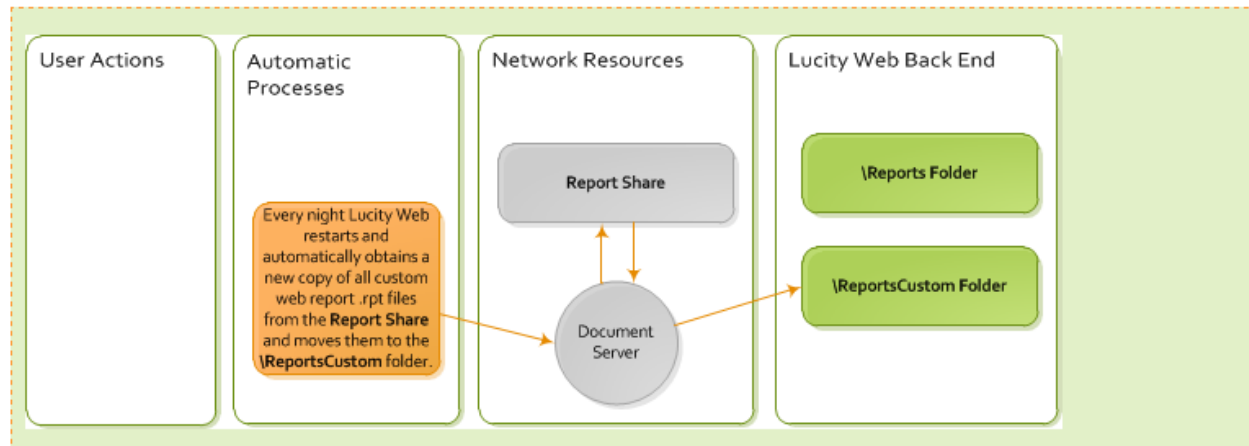 User Actions
Automatic
Processes
Every night Lucity Web
restarts and
automatically obtains a
new copy of all custom
web report .rpt files
from the Report Share
and moves them to the
\ReportsCustom folder.
Network Resources
Report Share
Document
Server
Lucity Web Back End
\Reports Folder
\ReportsCustom Folder